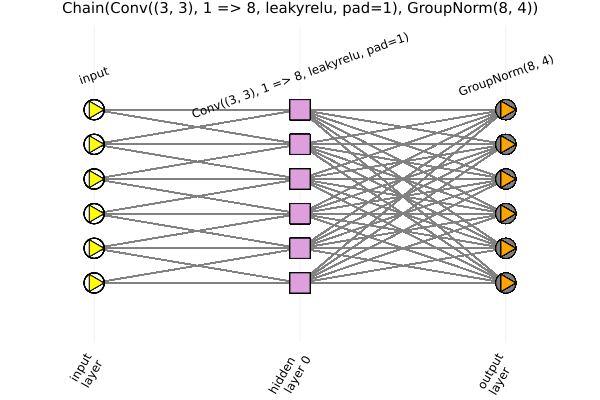 Chain(Conv((3, 3), 1 => 8, leakyrelu, pad=1), GroupNorm(8, 4))
input
Conv((3, 3), 1 => 8, leakyrelu, pad=1)
GroupNorm(8, 4)
input
layer
hidden
layer 0
output
layer